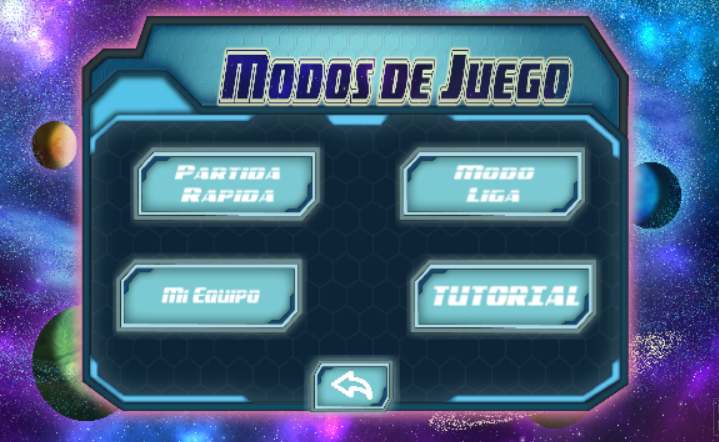 MODOS DE JUEGO
PARTIDA
RAPIDA
MODO
LIGA
MI EQUIPO
TUTORIAL